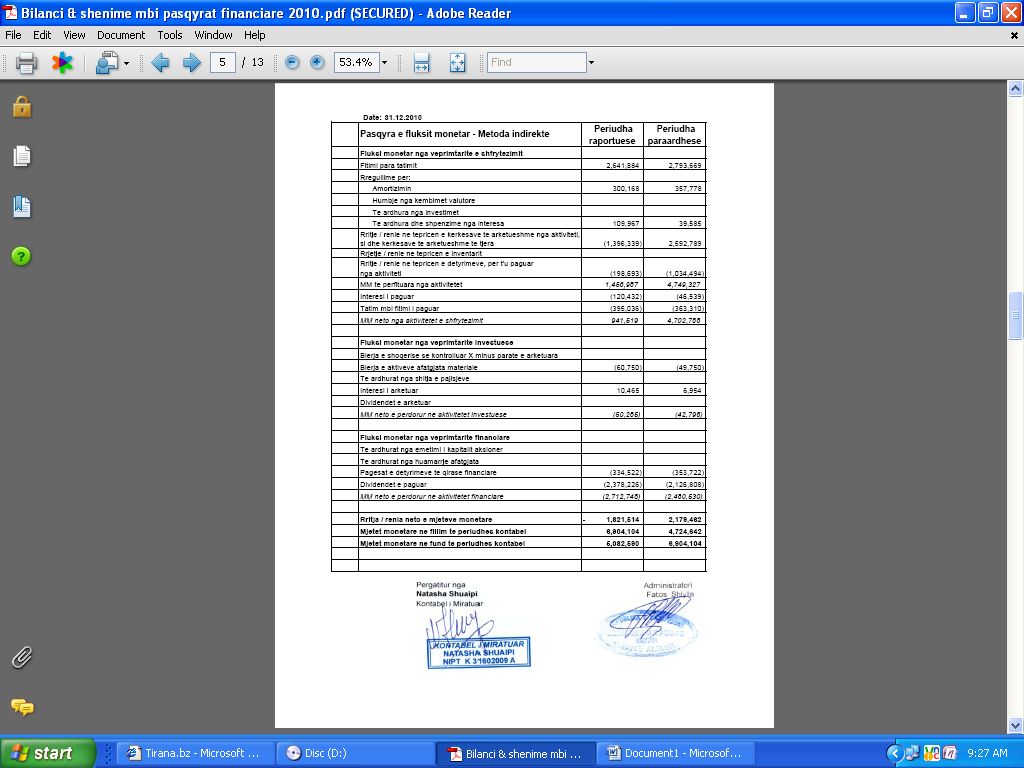 Bilanci & shenime mbi pasqyrat financiare 2010.pdf (SECURED) - Adobe Reader
File Edit View Document Tools Window Help
5 / 13 53.4% Find
Date: 31.12.2010
Pasqyra e fluksit monetar - Metoda indirekte Periudha raportuese Periudha paraardhese
Fluksi monetar nga veprimtarite e shfrytezimit
Fitimi para tatimit 2,641,884 2,793,669
Rregullime per:
Amortizimin 300,168 357,778
Humbje nga kembimet valutore
Te ardhura nga investimet
Te ardhura dhe shpenzime nga interesa 109,967 39,585
Rritje / renie ne tepricen e kerkesave te arketueshme nga aktiviteti,
si dhe kerkesave te arketueshme te tjera (1,396,339) 2,592,789
Rrjetje / renie ne tepricen e inventarit
Rritje / renie ne tepricen e detyrimeve, per t'u paguar
nga aktiviteti (198,693) (1,034,494)
MM te perfituara nga aktivitetet 1,456,987 4,749,327
Interesi i paguar (120,432) (46,539)
Tatim mbi fitimi i paguar (395,036) (363,310)
MM neto nga aktivitetet e shfrytezimit 941,519 4,702,788
Fluksi monetar nga veprimtarite investuese
Blerja e shoqerise se kontrolluar X minus parate e arketuara
Blerja e aktiveve afatgjata materiale (60,750) (49,750)
Te ardhurat nga shitja e pajisjeve
Interesi i arketuar 10,465 6,954
Dividendet e arketuar
MM neto e perdorur ne aktivitetet investuese (50,285) (42,796)
Fluksi monetar nga veprimtarite financiare
Te ardhurat nga emetimi i kapitalit aksioner
Te ardhurat nga huamarrje afatgjata
Pagesat e detyrimeve te qirase financiare (334,522) (353,722)
Dividendet e paguar (2,378,226) (2,126,808)
MM neto e perdorur ne aktivitetet financiare (2,712,748) (2,480,530)
Rritja / renia neto e mjeteve monetare - 1,821,514 2,179,462
Mjetet monetare ne fillim te periudhes kontabel 6,904,104 4,724,642
Mjetet monetare ne fund te periudhes kontabel 5,082,590 6,904,104
Pergatitur nga
Natasha Shuaipi
Kontabel i Miratuar
KONTABEL I MIRATUAR
NATASHA SHUAIPI
NIPT K 31602009 A
Administratori
Fatos
start Tirana.bz - Microsoft ... Disc (D:) Bilanci & shenime mbi ... Document1 - Microsof... 9:27 AM